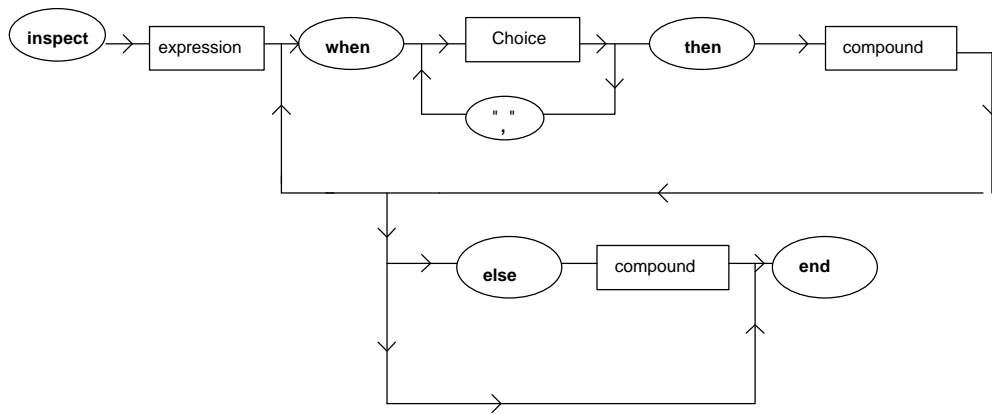 inspect
expression
when
Choice
then
compound
" , "
else
compound
end